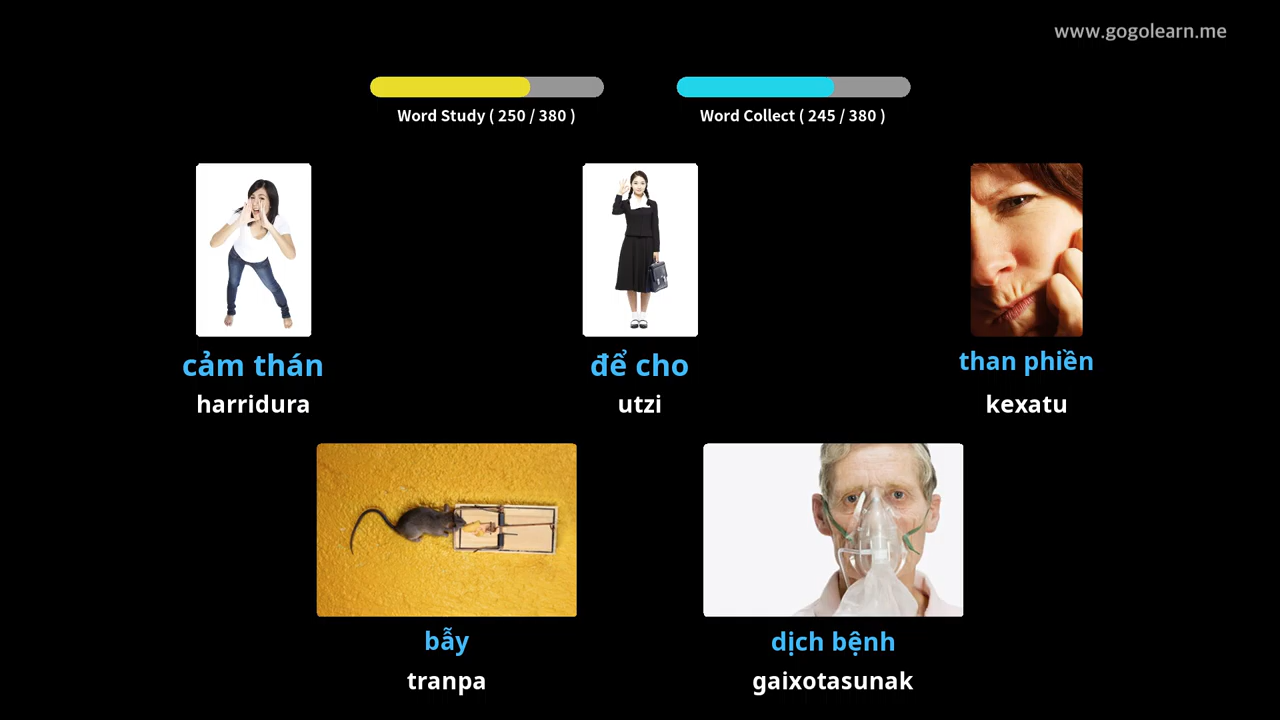 www.gogolearn.me
Word Study ( 250 / 380 )
Word Collect ( 245 / 380 )
cảm thán
harridura
để cho
utzi
than phiền
kexatu
bẫy
tranpa
dịch bệnh
gaixotasunak